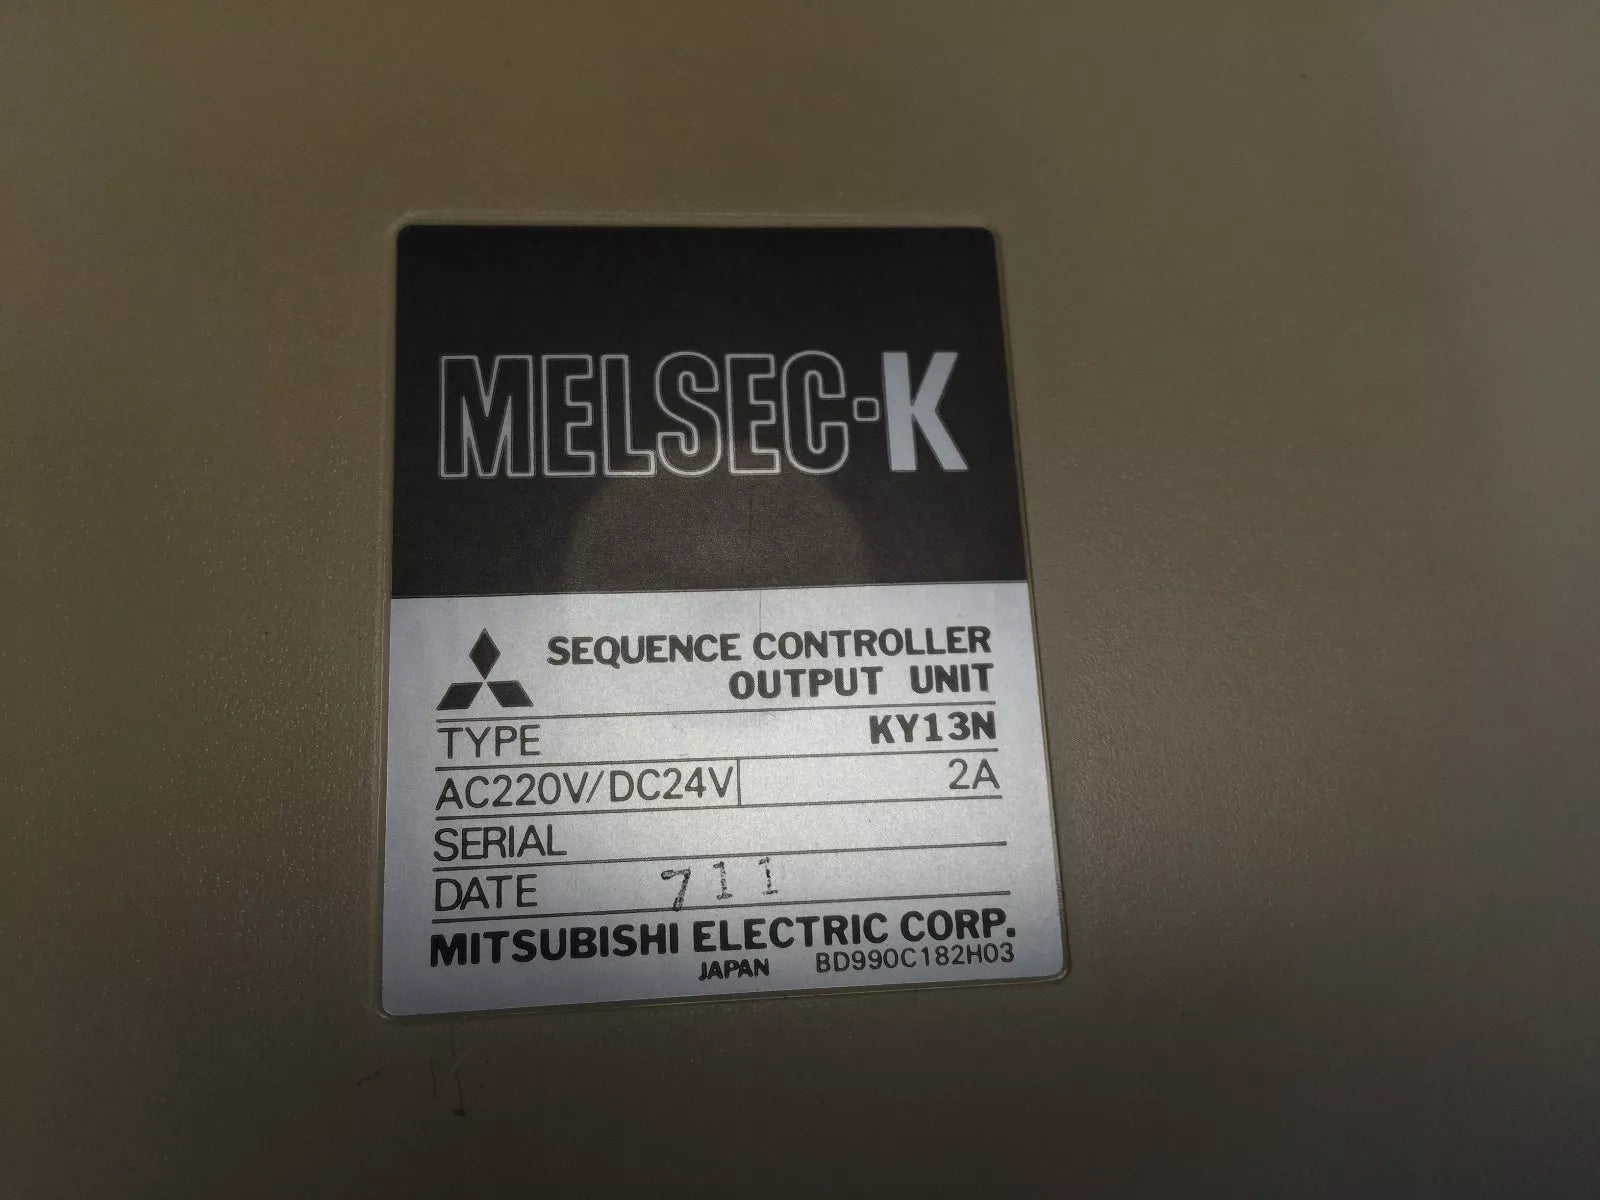 MELSEC-K
SEQUENCE CONTROLLER
OUTPUT UNIT
TYPE KY13N
AC220V/DC24V 2A
SERIAL
DATE 711
MITSUBISHI ELECTRIC CORP.
JAPAN BD990C182H03